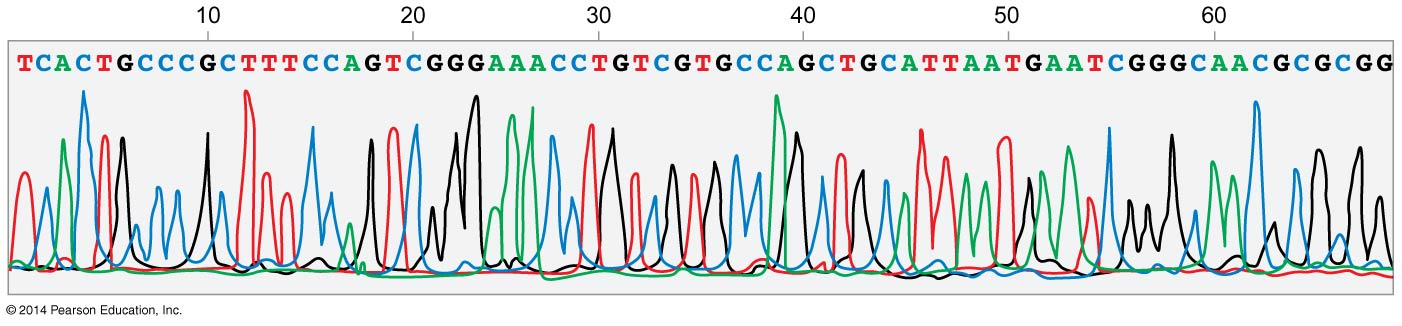 10 20 30 40 50 60
TCACTGCCCGCTTTCCAGTCGGGAAACCTGTCGTGCCAGCTGCATTAATGAATCGGGCAACGCGCGG
© 2014 Pearson Education, Inc.